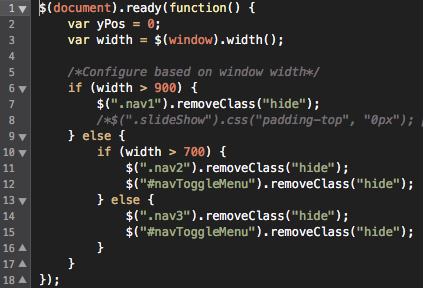 1 $(document).ready(function() {
2 var yPos = 0;
3 var width = $(window).width();
4
5 /*Configure based on window width*/
6 if (width > 900) {
7 $(".nav1").removeClass("hide");
8 /*$(".slideShow").css("padding-top", "0px");
9 } else {
10 if (width > 700) {
11 $(".nav2").removeClass("hide");
12 $("#navToggleMenu").removeClass("hide");
13 } else {
14 $(".nav3").removeClass("hide");
15 $("#navToggleMenu").removeClass("hide");
16 }
17 }
18 });